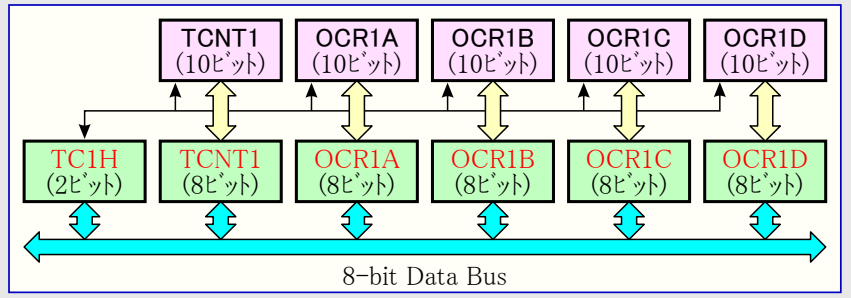 TCNT1
(10ビット)
OCR1A
(10ビット)
OCR1B
(10ビット)
OCR1C
(10ビット)
OCR1D
(10ビット)
TC1H
(2ビット)
TCNT1
(8ビット)
OCR1A
(8ビット)
OCR1B
(8ビット)
OCR1C
(8ビット)
OCR1D
(8ビット)
8-bit Data Bus